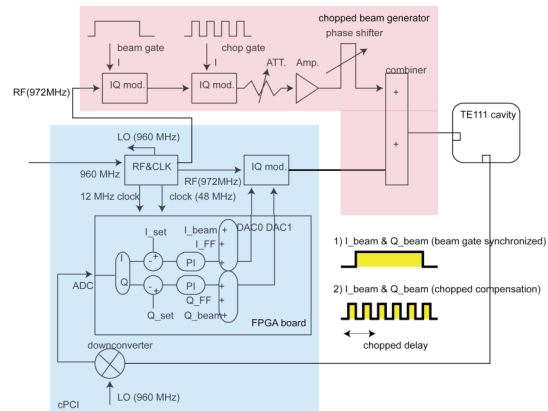 chopped beam generator
beam gate
chop gate
phase shifter
I
I
ATT.
Amp.
combiner
IQ mod.
IQ mod.
RF(972MHz)
+
+
TE111 cavity
LO (960 MHz)
960 MHz
RF&CLK
RF(972MHz)
IQ mod.
12 MHz clock
clock (48 MHz)
I_beam
DAC0 DAC1
I_set
I_FF
+
+
+
-
I
PI
ADC
Q
+
-
PI
+
+
+
Q_FF
Q_set
Q_beam
FPGA board
downconverter
LO (960 MHz)
cPCI
1) I_beam & Q_beam (beam gate synchronized)
2) I_beam & Q_beam (chopped compensation)
chopped delay